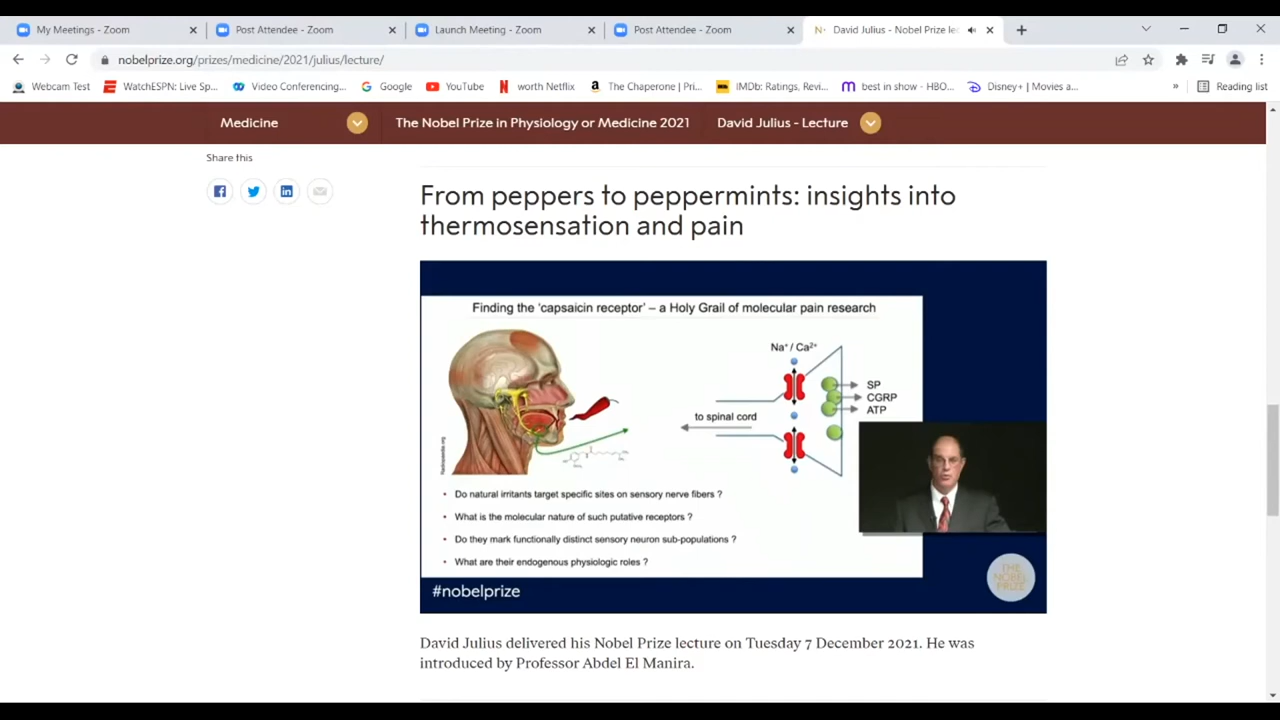 My Meetings - Zoom
Post Attendee - Zoom
Launch Meeting - Zoom
Post Attendee - Zoom
David Julius - Nobel Prize le
nobelprize.org/prizes/medicine/2021/julius/lecture/
Webcam Test
WatchESPN: Live Sp...
Video Conferencing...
Google
YouTube
worth Netflix
The Chaperone | Pri...
IMDb: Ratings, Revi...
best in show - HBO...
Disney+ | Movies a...
»
Reading list
Medicine
The Nobel Prize in Physiology or Medicine 2021
David Julius - Lecture
Share this
From peppers to peppermints: insights into
thermosensation and pain
Finding the 'capsaicin receptor' – a Holy Grail of molecular pain research
Na⁺ / Ca²⁺
SP
CGRP
ATP
to spinal cord
• Do natural irritants target specific sites on sensory nerve fibers ?
• What is the molecular nature of such putative receptors ?
• Do they mark functionally distinct sensory neuron sub-populations ?
• What are their endogenous physiologic roles ?
#nobelprize
THE
NOBEL
PRIZE
David Julius delivered his Nobel Prize lecture on Tuesday 7 December 2021. He was
introduced by Professor Abdel El Manira.